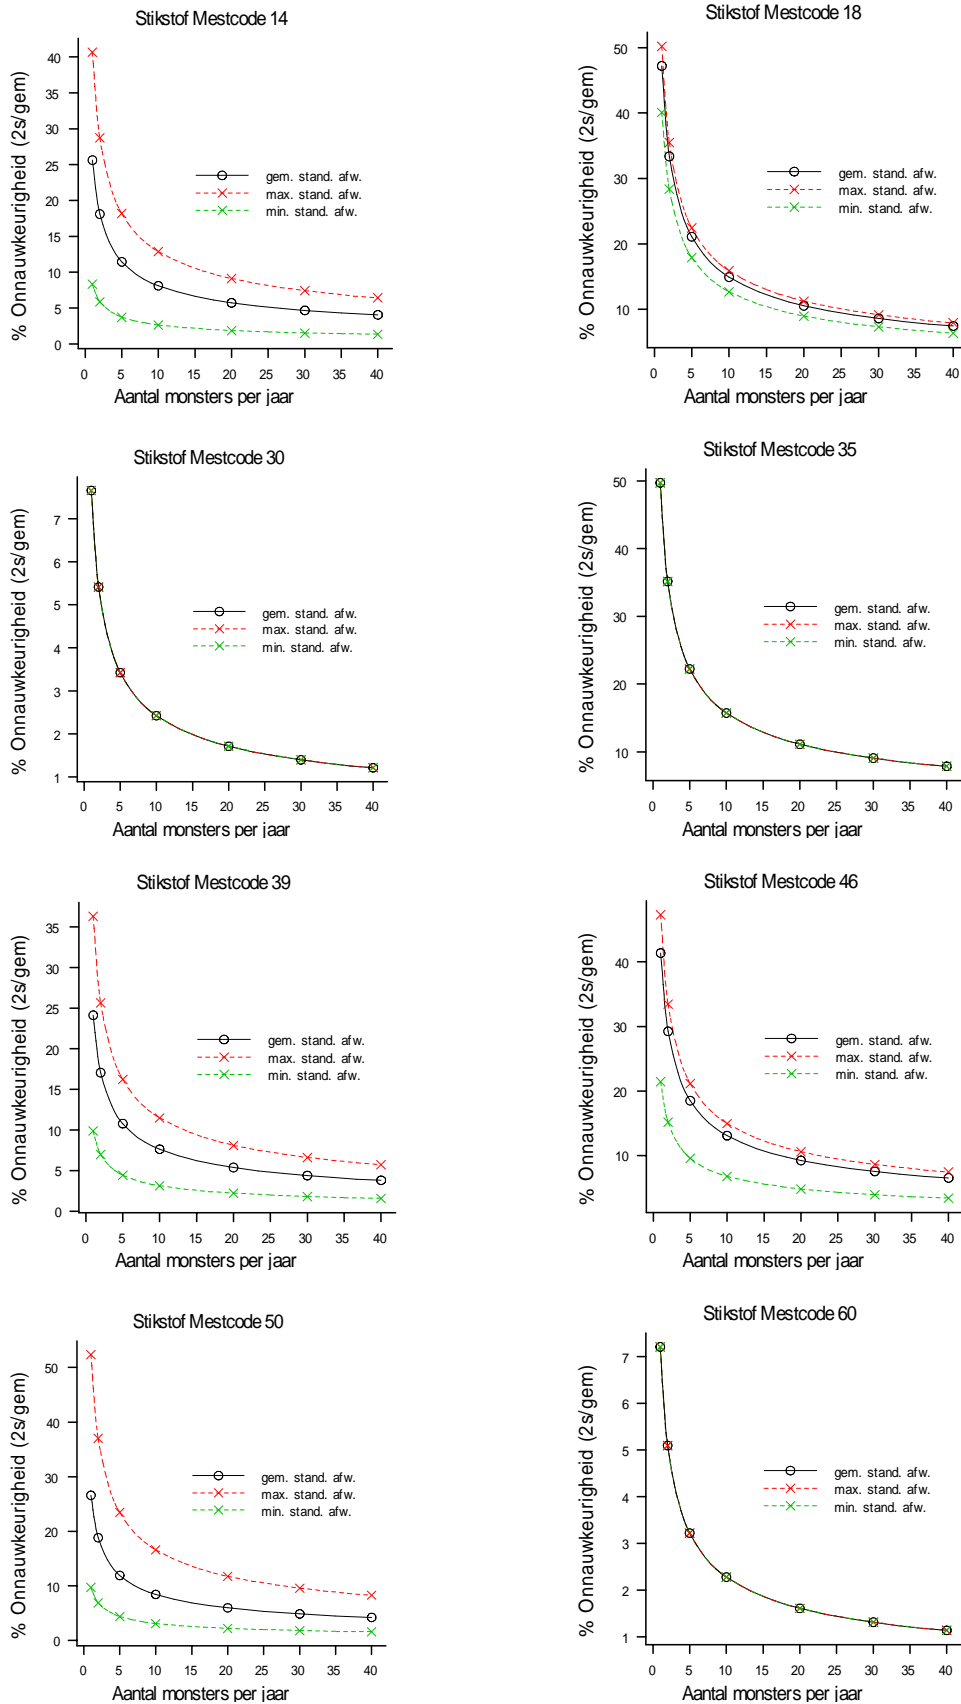 Stikstof Mestcode 14
% Onnauwkeurigheid (2s/gem)
40
35
30
25
20
15
10
5
0
gem. stand. afw.
max. stand. afw.
min. stand. afw.
0 5 10 15 20 25 30 35 40
Aantal monsters per jaar
Stikstof Mestcode 18
% Onnauwkeurigheid (2s/gem)
50
40
30
20
10
gem. stand. afw.
max. stand. afw.
min. stand. afw.
0 5 10 15 20 25 30 35 40
Aantal monsters per jaar
Stikstof Mestcode 30
% Onnauwkeurigheid (2s/gem)
7
6
5
4
3
2
1
gem. stand. afw.
max. stand. afw.
min. stand. afw.
0 5 10 15 20 25 30 35 40
Aantal monsters per jaar
Stikstof Mestcode 35
% Onnauwkeurigheid (2s/gem)
50
40
30
20
10
gem. stand. afw.
max. stand. afw.
min. stand. afw.
0 5 10 15 20 25 30 35 40
Aantal monsters per jaar
Stikstof Mestcode 39
% Onnauwkeurigheid (2s/gem)
35
30
25
20
15
10
5
0
gem. stand. afw.
max. stand. afw.
min. stand. afw.
0 5 10 15 20 25 30 35 40
Aantal monsters per jaar
Stikstof Mestcode 46
% Onnauwkeurigheid (2s/gem)
40
30
20
10
gem. stand. afw.
max. stand. afw.
min. stand. afw.
0 5 10 15 20 25 30 35 40
Aantal monsters per jaar
Stikstof Mestcode 50
% Onnauwkeurigheid (2s/gem)
50
40
30
20
10
0
gem. stand. afw.
max. stand. afw.
min. stand. afw.
0 5 10 15 20 25 30 35 40
Aantal monsters per jaar
Stikstof Mestcode 60
% Onnauwkeurigheid (2s/gem)
7
6
5
4
3
2
1
gem. stand. afw.
max. stand. afw.
min. stand. afw.
0 5 10 15 20 25 30 35 40
Aantal monsters per jaar